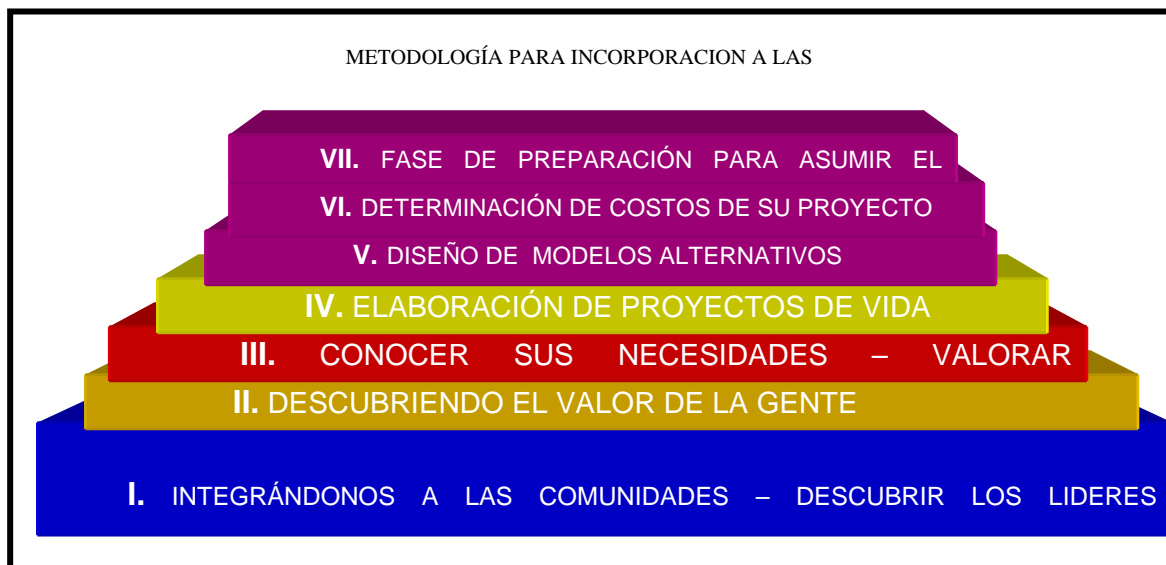 METODOLOGÍA PARA INCORPORACION A LAS
VII. FASE DE PREPARACIÓN PARA ASUMIR EL
VI. DETERMINACIÓN DE COSTOS DE SU PROYECTO
V. DISEÑO DE MODELOS ALTERNATIVOS
IV. ELABORACIÓN DE PROYECTOS DE VIDA
III. CONOCER SUS NECESIDADES – VALORAR
II. DESCUBRIENDO EL VALOR DE LA GENTE
I. INTEGRÁNDONOS A LAS COMUNIDADES – DESCUBRIR LOS LIDERES